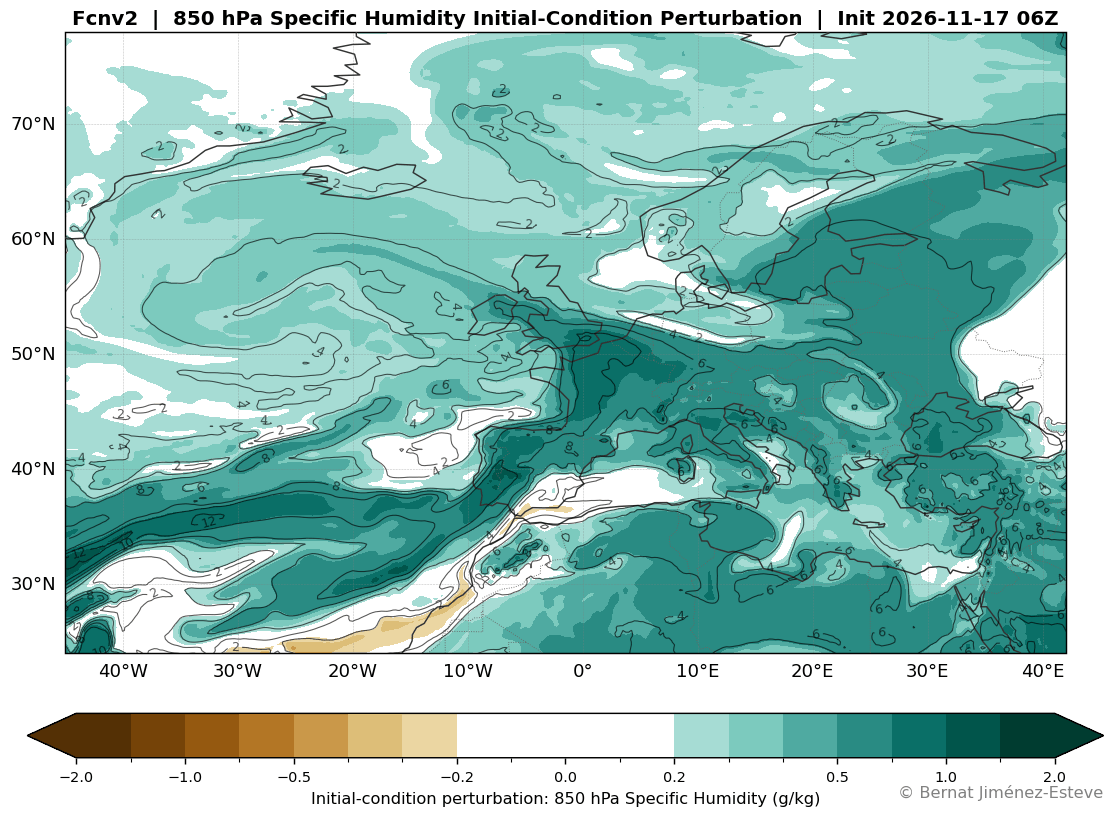 Fcnv2 | 850 hPa Specific Humidity Initial-Condition Perturbation | Init 2026-11-17 06Z
70°N
60°N
50°N
40°N
30°N
40°W 30°W 20°W 10°W 0° 10°E 20°E 30°E 40°E
−2.0 −1.0 −0.5 −0.2 0.0 0.2 0.5 1.0 2.0
Initial-condition perturbation: 850 hPa Specific Humidity (g/kg)
© Bernat Jiménez-Esteve